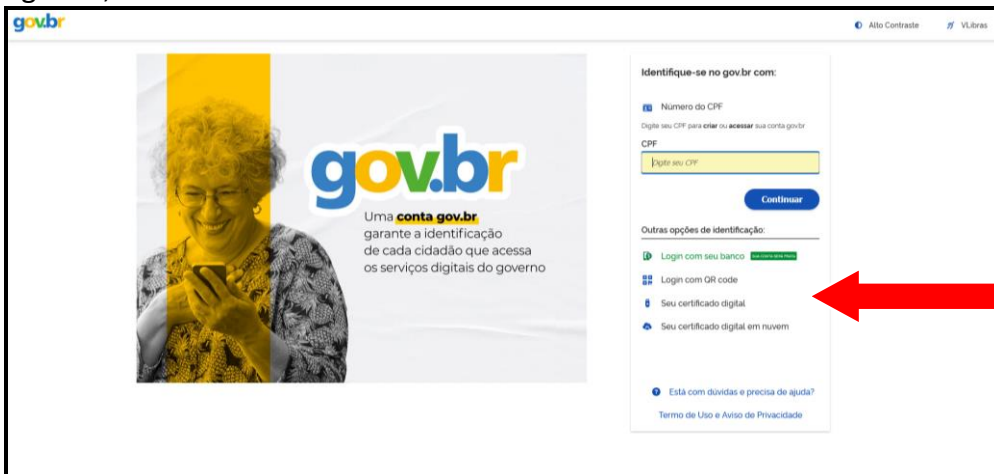 gov.br
Alto Contraste
VLibras
gov.br
Uma conta gov.br
garante a identificação
de cada cidadão que acessa
os serviços digitais do governo
Identifique-se no gov.br com:
Número do CPF
Digite seu CPF para criar ou acessar sua conta gov.br
CPF
Digite seu CPF
Continuar
Outras opções de identificação:
Login com seu banco
Login com QR code
Seu certificado digital
Seu certificado digital em nuvem
Está com dúvidas e precisa de ajuda?
Termo de Uso e Aviso de Privacidade